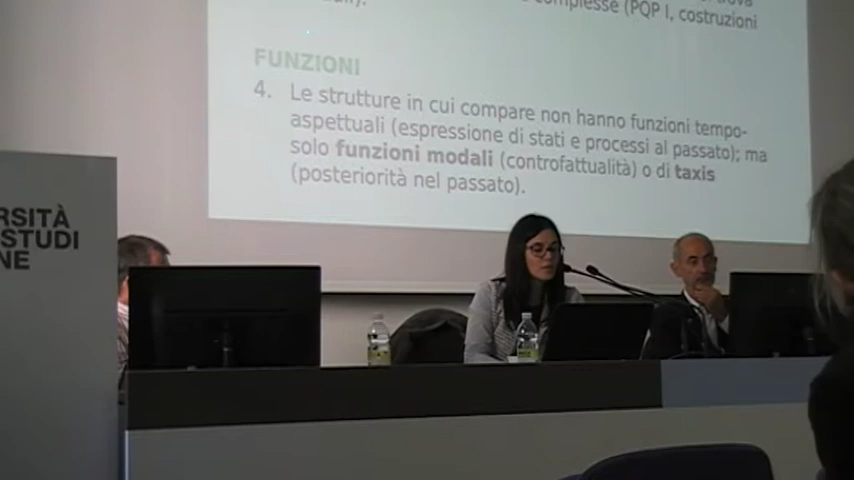 complesse (PQP I, costruzioni
FUNZIONI
4. Le strutture in cui compare non hanno funzioni tempo-
aspettuali (espressione di stati e processi al passato); ma
solo funzioni modali (controfattualità) o di taxis
(posteriorità nel passato).
RSITÀ
STUDI
NE